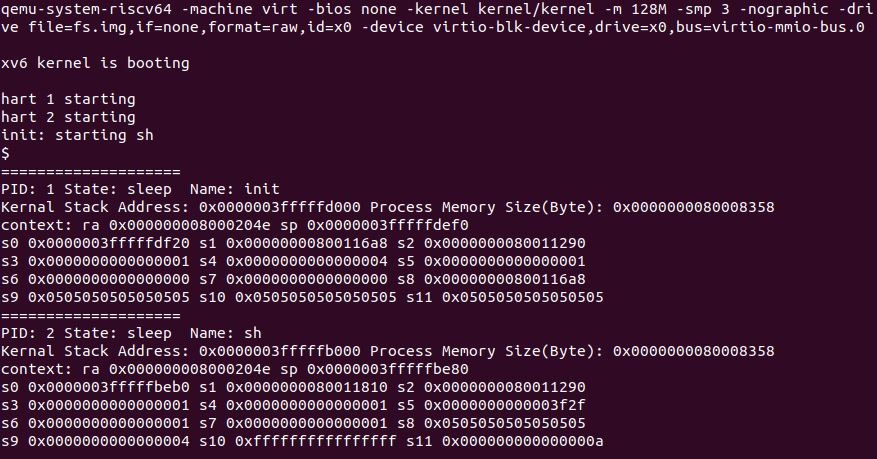 qemu-system-riscv64 -machine virt -bios none -kernel kernel/kernel -m 128M -smp 3 -nographic -dri
ve file=fs.img,if=none,format=raw,id=x0 -device virtio-blk-device,drive=x0,bus=virtio-mmio-bus.0
xv6 kernel is booting
hart 1 starting
hart 2 starting
init: starting sh
$
====================
PID: 1 State: sleep  Name: init
Kernal Stack Address: 0x0000003fffffd000 Process Memory Size(Byte): 0x0000000080008358
context: ra 0x000000008000204e sp 0x0000003fffffdef0
s0 0x0000003fffffdf20 s1 0x00000000800116a8 s2 0x0000000080011290
s3 0x0000000000000001 s4 0x0000000000000004 s5 0x0000000000000001
s6 0x0000000000000000 s7 0x0000000000000000 s8 0x00000000800116a8
s9 0x0505050505050505 s10 0x0505050505050505 s11 0x0505050505050505
====================
PID: 2 State: sleep  Name: sh
Kernal Stack Address: 0x0000003fffffb000 Process Memory Size(Byte): 0x0000000080008358
context: ra 0x000000008000204e sp 0x0000003fffffbe80
s0 0x0000003fffffbeb0 s1 0x0000000080011810 s2 0x0000000080011290
s3 0x0000000000000001 s4 0x0000000000000001 s5 0x0000000000003f2f
s6 0x0000000000000001 s7 0x0000000000000001 s8 0x0505050505050505
s9 0x0000000000000004 s10 0xffffffffffffffff s11 0x000000000000000a